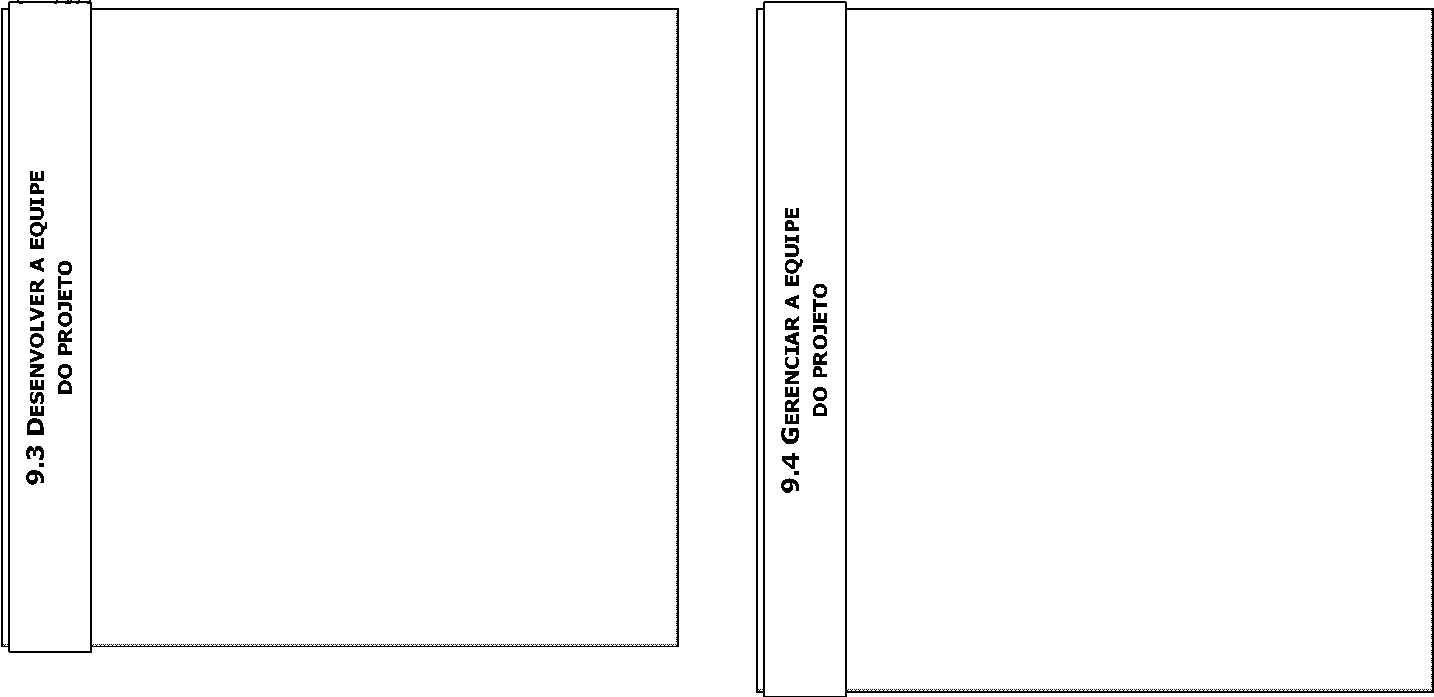 9.3 DESENVOLVER A EQUIPE
DO PROJETO
9.4 GERENCIAR A EQUIPE
DO PROJETO